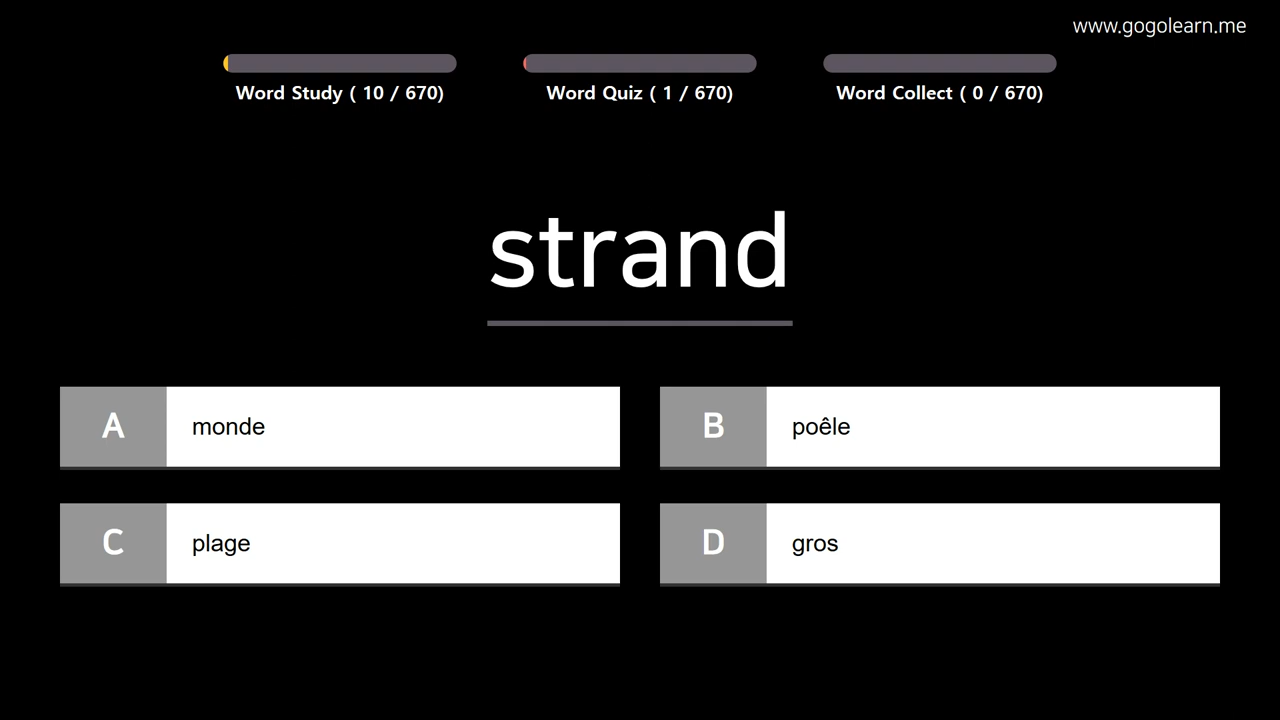 www.gogolearn.me
Word Study ( 10 / 670)
Word Quiz ( 1 / 670)
Word Collect ( 0 / 670)
strand
A monde
B poêle
C plage
D gros